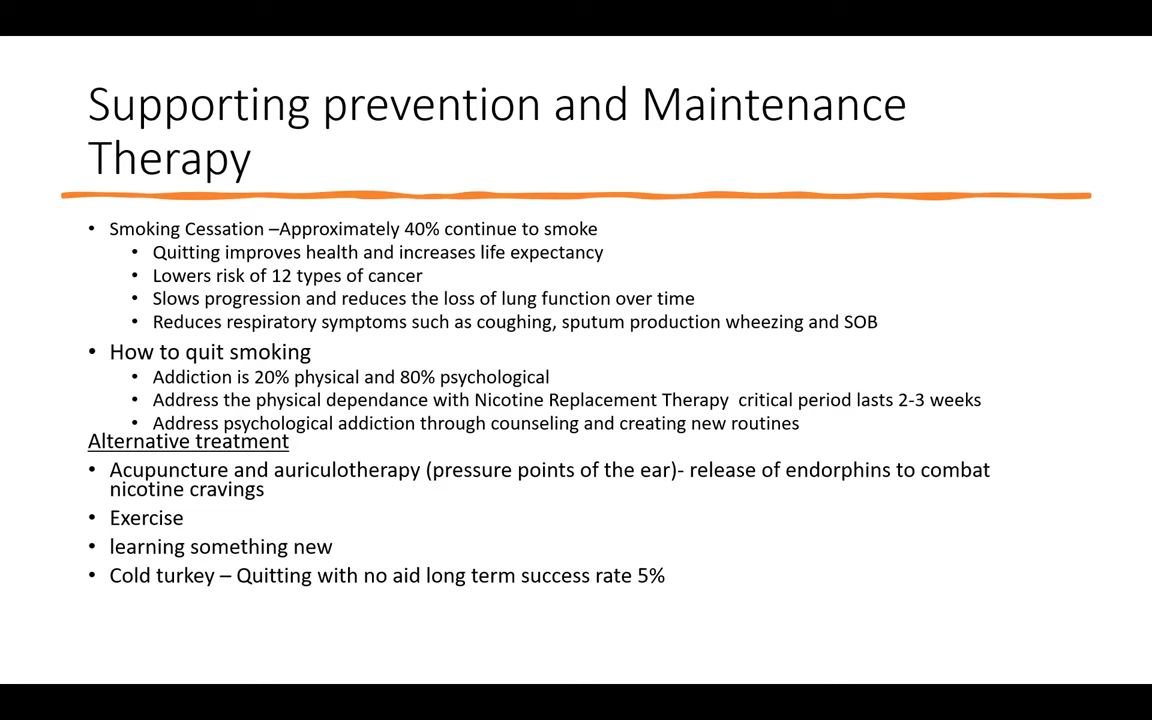 Supporting prevention and Maintenance
Therapy
• Smoking Cessation –Approximately 40% continue to smoke
• Quitting improves health and increases life expectancy
• Lowers risk of 12 types of cancer
• Slows progression and reduces the loss of lung function over time
• Reduces respiratory symptoms such as coughing, sputum production wheezing and SOB
• How to quit smoking
• Addiction is 20% physical and 80% psychological
• Address the physical dependance with Nicotine Replacement Therapy  critical period lasts 2-3 weeks
• Address psychological addiction through counseling and creating new routines
Alternative treatment
• Acupuncture and auriculotherapy (pressure points of the ear)- release of endorphins to combat
nicotine cravings
• Exercise
• learning something new
• Cold turkey – Quitting with no aid long term success rate 5%